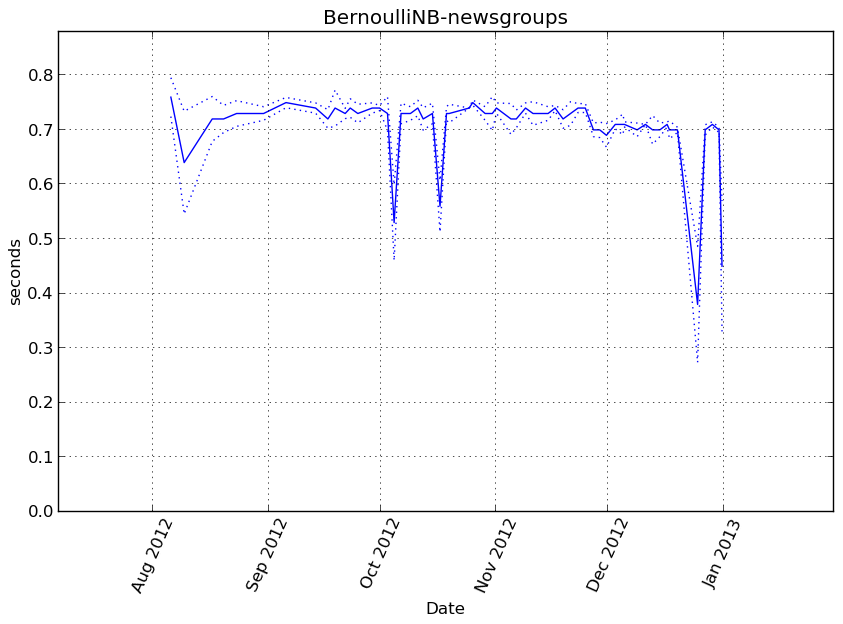 BernoulliNB-newsgroups
0.8
0.7
0.6
0.5
0.4
0.3
0.2
0.1
0.0
seconds
Aug 2012
Sep 2012
Oct 2012
Nov 2012
Dec 2012
Jan 2013
Date